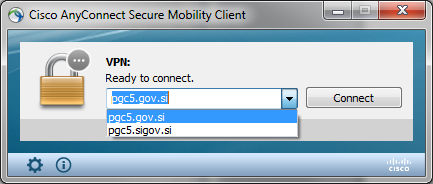 Cisco AnyConnect Secure Mobility Client
VPN:
Ready to connect.
pgc5.gov.si
Connect
pgc5.gov.si
pgc5.sigov.si
cisco